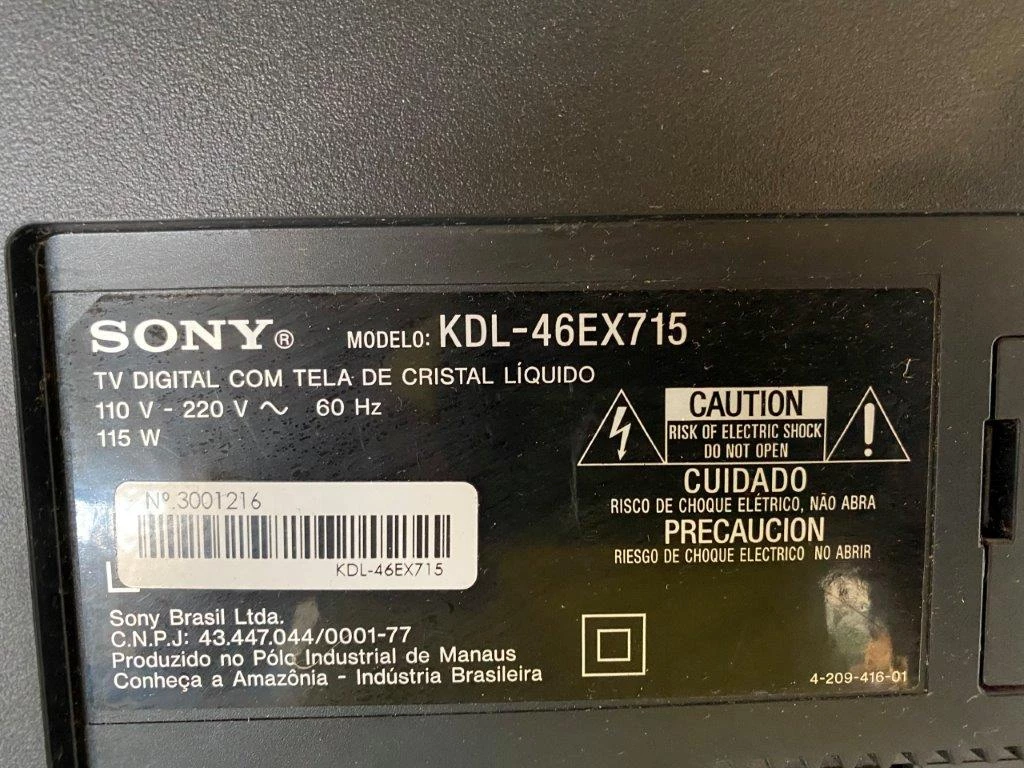 SONY®
MODELO: KDL-46EX715
TV DIGITAL COM TELA DE CRISTAL LÍQUIDO
110 V - 220 V ~ 60 Hz
115 W
CAUTION
RISK OF ELECTRIC SHOCK
DO NOT OPEN
CUIDADO
RISCO DE CHOQUE ELÉTRICO, NÃO ABRA
PRECAUCION
RIESGO DE CHOQUE ELECTRICO NO ABRIR
Nº.3001216
KDL-46EX715
Sony Brasil Ltda.
C.N.P.J: 43.447.044/0001-77
Produzido no Pólo Industrial de Manaus
Conheça a Amazônia - Indústria Brasileira
4-209-416-01